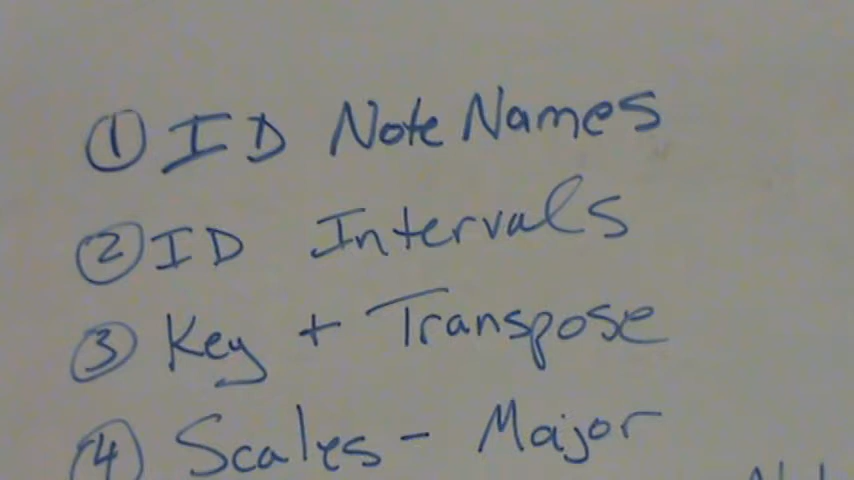 ① ID Note Names
② ID Intervals
③ Key + Transpose
④ Scales - Major